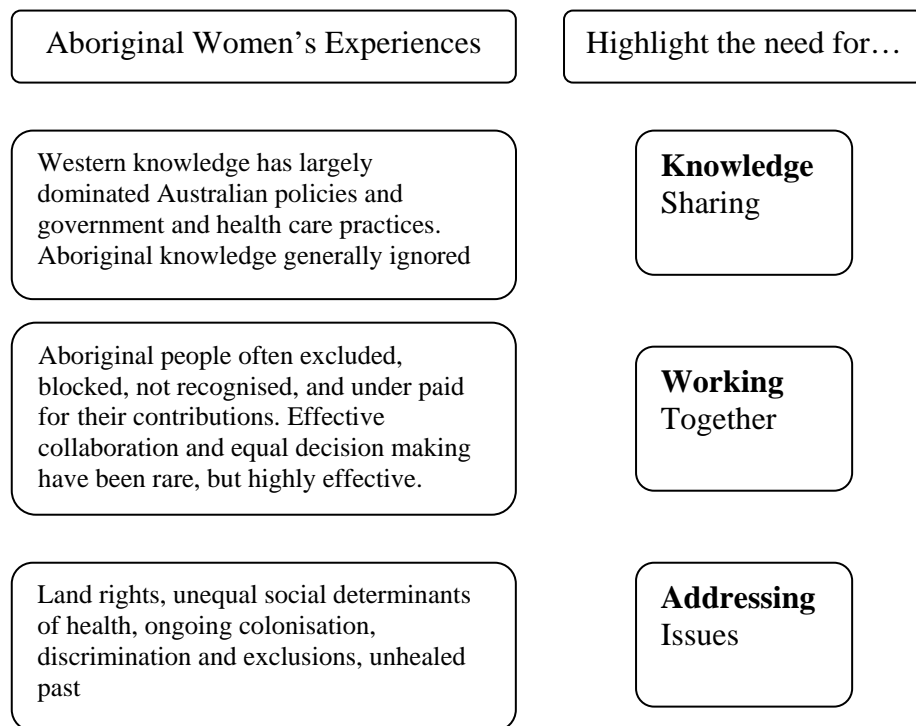 Aboriginal Women’s Experiences
Highlight the need for…
Western knowledge has largely
dominated Australian policies and
government and health care practices.
Aboriginal knowledge generally ignored
Knowledge
Sharing
Aboriginal people often excluded,
blocked, not recognised, and under paid
for their contributions. Effective
collaboration and equal decision making
have been rare, but highly effective.
Working
Together
Land rights, unequal social determinants
of health, ongoing colonisation,
discrimination and exclusions, unhealed
past
Addressing
Issues